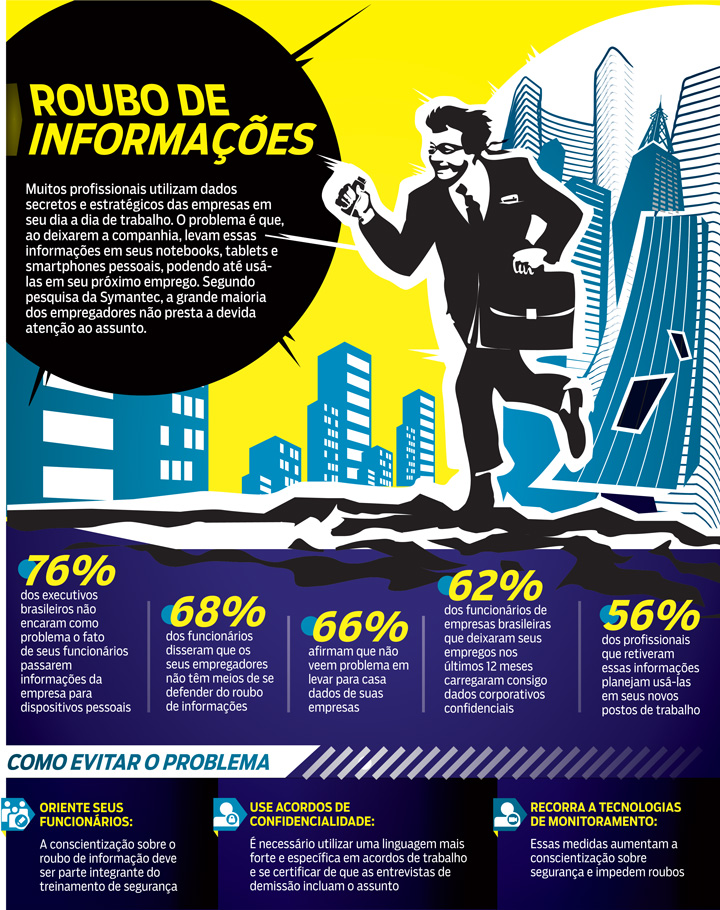 ROUBO DE
INFORMAÇÕES
Muitos profissionais utilizam dados
secretos e estratégicos das empresas em
seu dia a dia de trabalho. O problema é que,
ao deixarem a companhia, levam essas
informações em seus notebooks, tablets e
smartphones pessoais, podendo até usá-
las em seu próximo emprego. Segundo
pesquisa da Symantec, a grande maioria
dos empregadores não presta a devida
atenção ao assunto.
76%
dos executivos
brasileiros não
encaram como
problema o fato
de seus funcionários
passarem
informações da
empresa para
dispositivos pessoais
68%
dos funcionários
disseram que os
seus empregadores
não têm meios de se
defender do roubo
de informações
66%
afirmam que não
veem problema em
levar para casa
dados de suas
empresas
62%
dos funcionários de
empresas brasileiras
que deixaram seus
empregos nos
últimos 12 meses
carregaram consigo
dados corporativos
confidenciais
56%
dos profissionais
que retiveram
essas informações
planejam usá-las
em seus novos
postos de trabalho
COMO EVITAR O PROBLEMA
ORIENTE SEUS
FUNCIONÁRIOS:
A conscientização sobre o
roubo de informação deve
ser parte integrante do
treinamento de segurança
USE ACORDOS DE
CONFIDENCIALIDADE:
É necessário utilizar uma linguagem mais
forte e específica em acordos de trabalho
e se certificar de que as entrevistas de
demissão incluam o assunto
RECORRA A TECNOLOGIAS
DE MONITORAMENTO:
Essas medidas aumentam a
conscientização sobre
segurança e impedem roubos